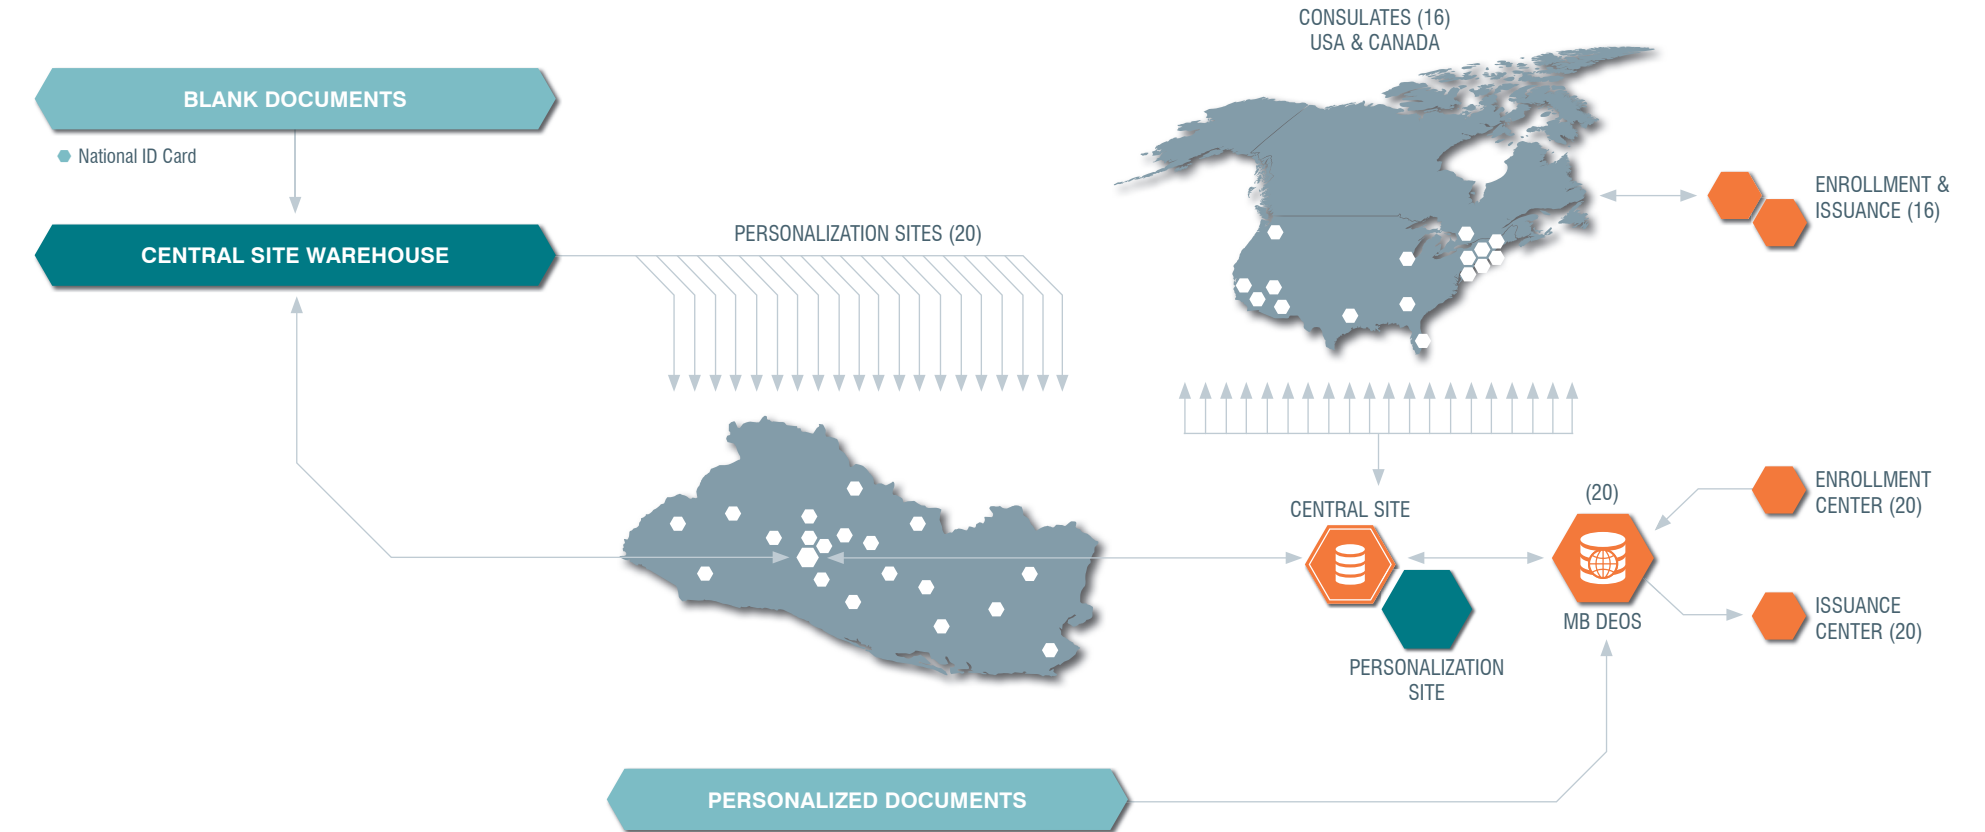 CONSULATES (16)
USA & CANADA
BLANK DOCUMENTS
National ID Card
ENROLLMENT &
ISSUANCE (16)
CENTRAL SITE WAREHOUSE
PERSONALIZATION SITES (20)
CENTRAL SITE
(20)
ENROLLMENT
CENTER (20)
MB DEOS
ISSUANCE
CENTER (20)
PERSONALIZATION
SITE
PERSONALIZED DOCUMENTS